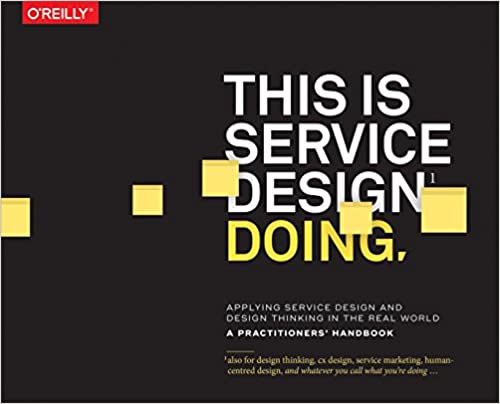 O'REILLY®
THIS IS
SERVICE
DESIGN¹
DOING.
APPLYING SERVICE DESIGN AND
DESIGN THINKING IN THE REAL WORLD
A PRACTITIONERS' HANDBOOK
¹also for design thinking, cx design, service marketing, human-
centred design, and whatever you call what you're doing ...